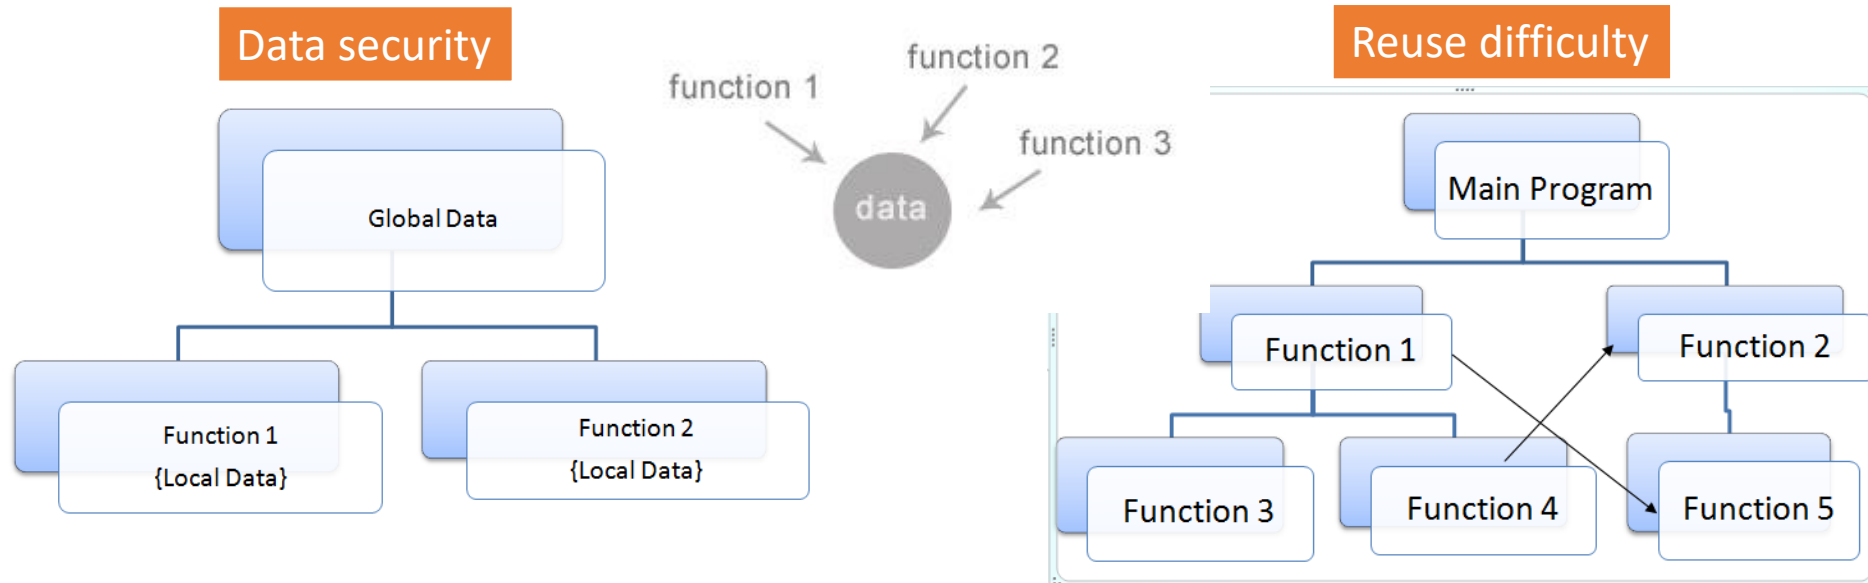 Data security
Global Data
Function 1
{Local Data}
Function 2
{Local Data}
function 1
function 2
function 3
data
Reuse difficulty
Main Program
Function 1
Function 2
Function 3
Function 4
Function 5